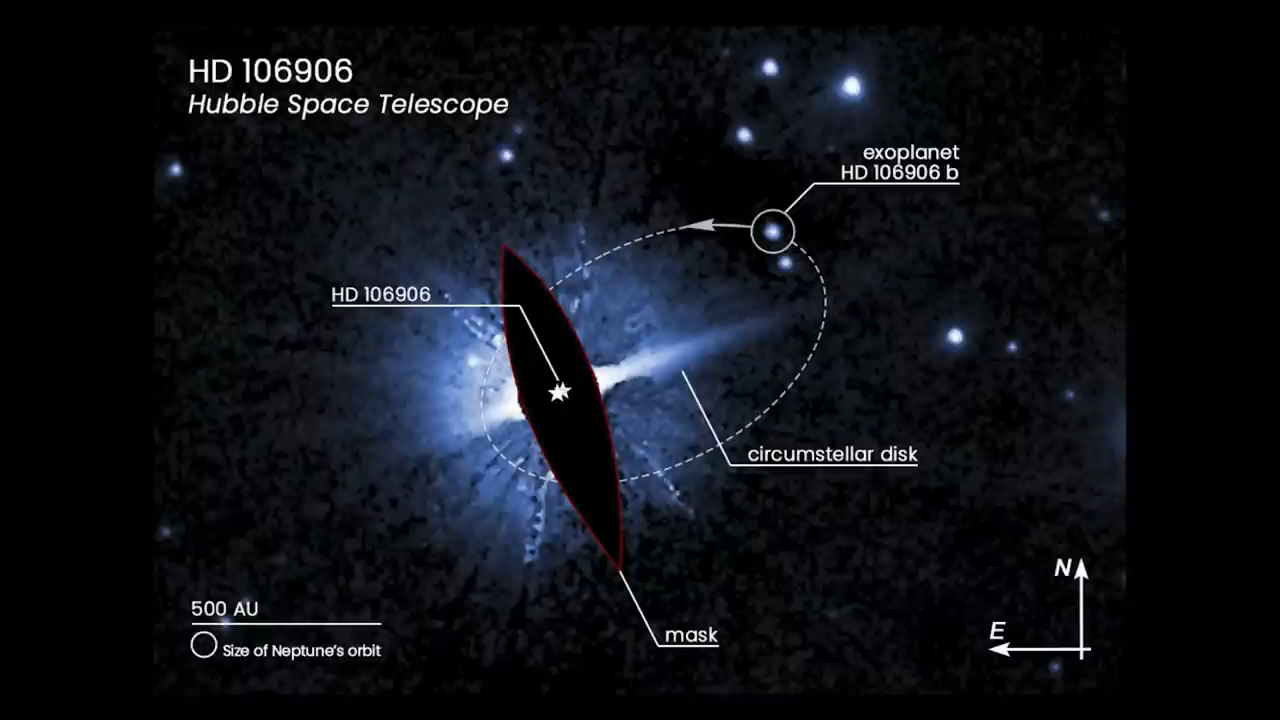 HD 106906
Hubble Space Telescope
exoplanet
HD 106906 b
HD 106906
circumstellar disk
500 AU
Size of Neptune's orbit
mask
N
E